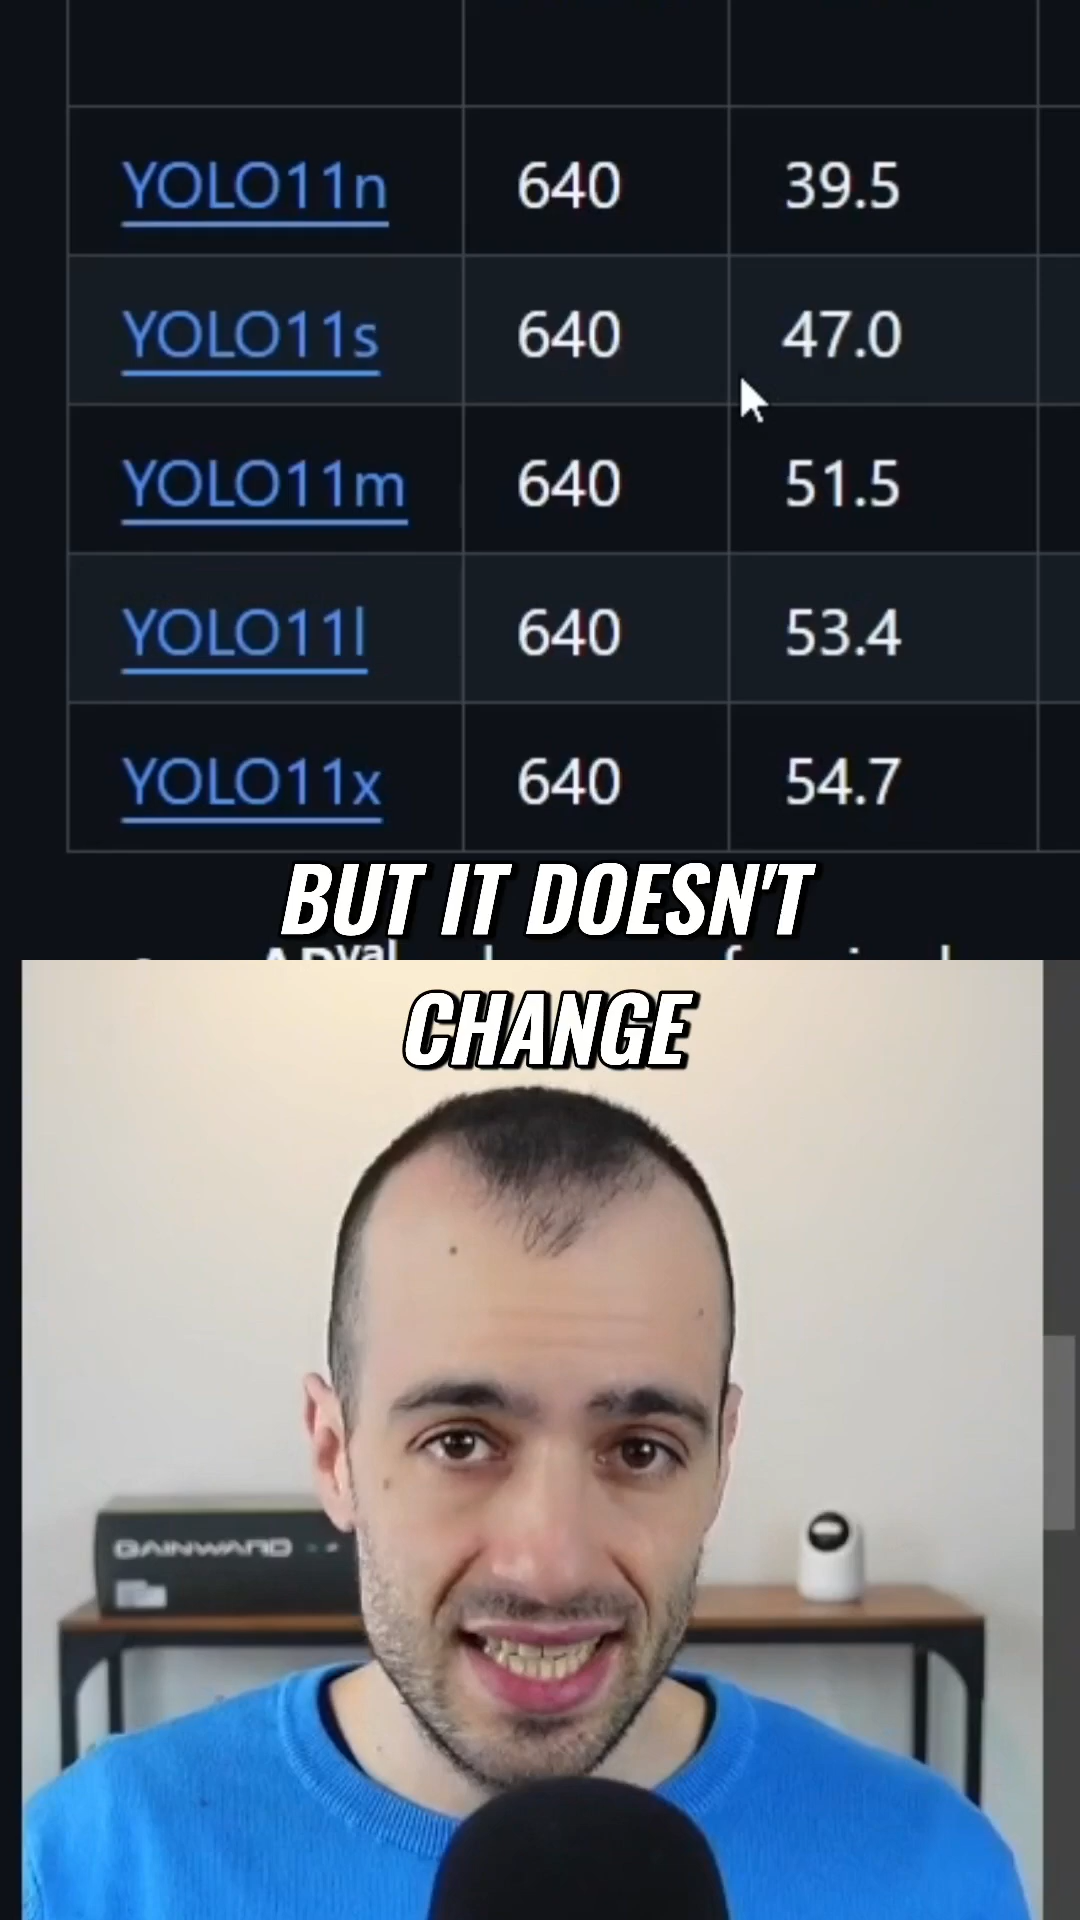 YOLO11n 640 39.5
YOLO11s 640 47.0
YOLO11m 640 51.5
YOLO11l 640 53.4
YOLO11x 640 54.7
BUT IT DOESN'T
CHANGE
GAINWARD